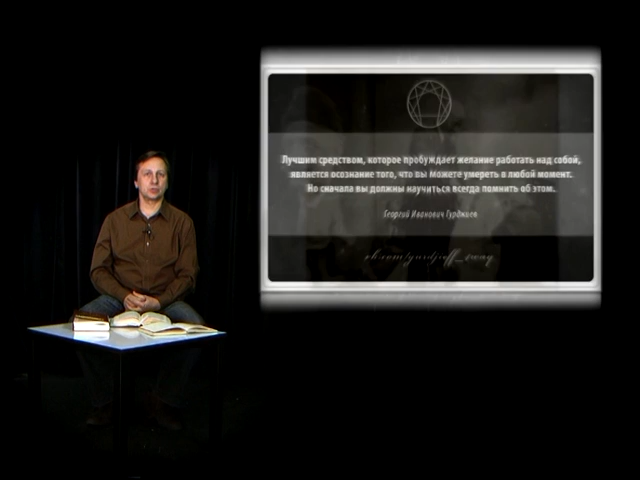 Лучшим средством, которое пробуждает желание работать над собой,
является осознание того, что вы можете умереть в любой момент.
Но сначала вы должны научиться всегда помнить об этом.
Георгий Иванович Гурджиев